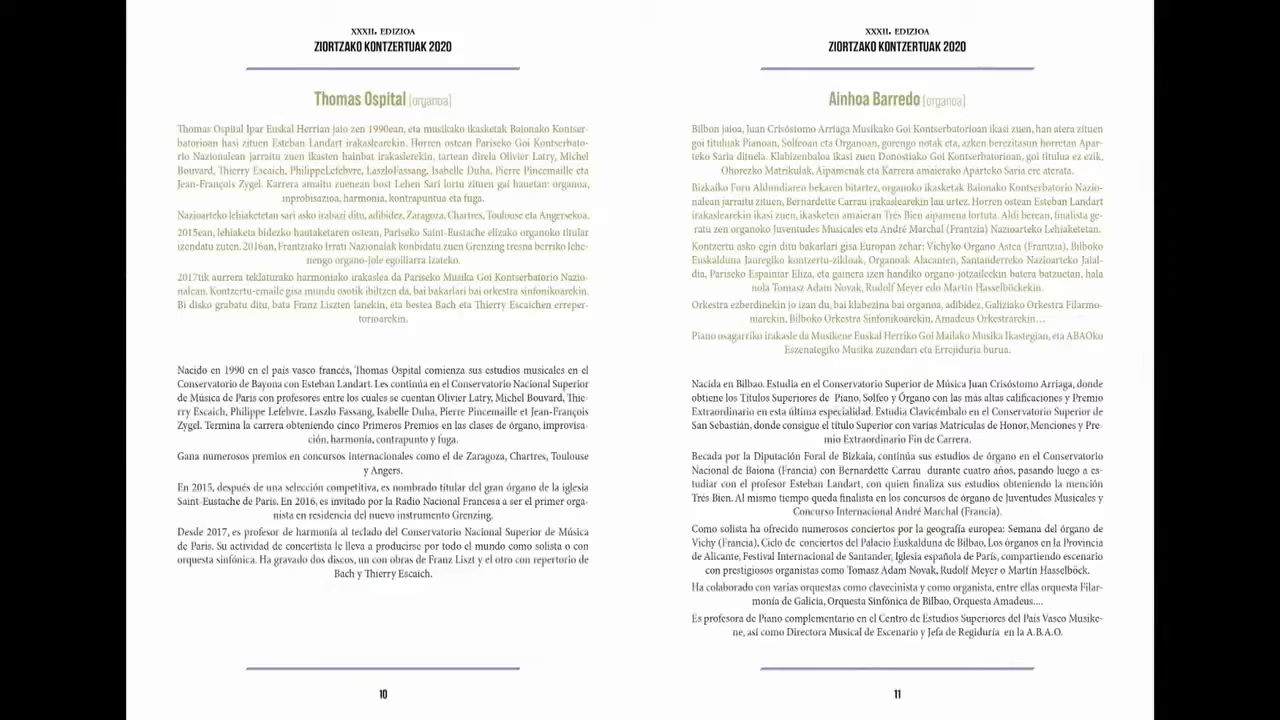 XXXII. EDIZIOA
ZIORTZAKO KONTZERTUAK 2020
Thomas Ospital (organoa)
Thomas Ospital Ipar Euskal Herrian jaio zen 1990ean, eta musikako ikasketak Baionako Kontser-
batorioan hasi zituen Esteban Landart irakaslearekin. Horren ostean Pariseko Goi Kontserbato-
rio Nazionalean jarraitu zuen ikasten hainbat irakaslerekin, tartean direla Olivier Latry, Michel
Bouvard, Thierry Escaich, PhilippeLefebvre, LaszloFassang, Isabelle Duha, Pierre Pincemaille eta
Jean-François Zygel. Karrera amaitu zuenean bost Lehen Sari lortu zituen gai hauetan: organoa,
inprobisazioa, harmonia, kontrapuntua eta fuga.
Nazioarteko lehiaketetan sari asko irabazi ditu, adibidez, Zaragoza, Chartres, Toulouse eta Angersekoa.
2015ean, lehiaketa bidezko hautaketaren ostean, Pariseko Saint-Eustache elizako organoko titular
izendatu zuten. 2016an, Frantziako Irrati Nazionalak konbidatu zuen Grenzing tresna berriko lehe-
nengo organo-jole egoiliarra izateko.
2017tik aurrera teklaturako harmoniako irakaslea da Pariseko Musika Goi Kontserbatorio Nazio-
nalean. Kontzertu-emaile gisa mundu osotik ibiltzen da, bai bakarlari bai orkestra sinfonikoarekin.
Bi disko grabatu ditu, bata Franz Liszten lanekin, eta bestea Bach eta Thierry Escaichen erreper-
torioarekin.
Nacido en 1990 en el país vasco francés, Thomas Ospital comienza sus estudios musicales en el
Conservatorio de Bayona con Esteban Landart. Les continúa en el Conservatorio Nacional Superior
de Música de Paris con profesores entre los cuales se cuentan Olivier Latry, Michel Bouvard, Thie-
rry Escaich, Philippe Lefebvre, Laszlo Fassang, Isabelle Duha, Pierre Pincemaille et Jean-François
Zygel. Termina la carrera obteniendo cinco Primeros Premios en las clases de órgano, improvisa-
ción, harmonía, contrapunto y fuga.
Gana numerosos premios en concursos internacionales como el de Zaragoza, Chartres, Toulouse
y Angers.
En 2015, después de una selección competitiva, es nombrado titular del gran órgano de la iglesia
Saint-Eustache de Paris. En 2016, es invitado por la Radio Nacional Francesa a ser el primer orga-
nista en residencia del nuevo instrumento Grenzing.
Desde 2017, es profesor de harmonía al teclado del Conservatorio Nacional Superior de Música
de Paris. Su actividad de concertista le lleva a producirse por todo el mundo como solista o con
orquesta sinfónica. Ha gravado dos discos, un con obras de Franz Liszt y el otro con repertorio de
Bach y Thierry Escaich.
10
XXXII. EDIZIOA
ZIORTZAKO KONTZERTUAK 2020
Ainhoa Barredo (organoa)
Bilbon jaioa, Juan Crisóstomo Arriaga Musikako Goi Kontserbatorioan ikasi zuen, han atera zituen
goi tituluak Pianoan, Solfeoan eta Organoan, gorengo notak eta, azken berezitasun horretan Apar-
teko Saria dituela. Klabizenbaloa ikasi zuen Donostiako Goi Kontserbatorioan, goi titulua ez ezik,
Ohorezko Matrikulak, Aipamenak eta Karrera amaierako Aparteko Saria ere aterata.
Bizkaiko Foru Aldundiaren bekaren bitartez, organoko ikasketak Baionako Kontserbatorio Nazio-
nalean jarraitu zituen, Bernardette Carrau irakaslearekin lau urtez. Horren ostean Esteban Landart
irakaslearekin ikasi zuen, ikasketen amaieran Trés Bien aipamena lortuta. Aldi berean, finalista ge-
ratu zen organoko Juventudes Musicales eta André Marchal (Frantzia) Nazioarteko Lehiaketetan.
Kontzertu asko egin ditu bakarlari gisa Europan zehar: Vichyko Organo Astea (Frantzia), Bilboko
Euskalduna Jauregiko kontzertu-zikloak, Organoak Alacanten, Santanderreko Nazioarteko Jaial-
dia, Pariseko Espainiar Eliza, eta gainera izen handiko organo-jotzaileekin batera batzuetan, hala
nola Tomasz Adam Novak, Rudolf Meyer edo Martin Hasselböckekin.
Orkestra ezberdinekin jo izan du, bai klabezina bai organoa, adibidez, Galiziako Orkestra Filarmo-
niarekin, Bilboko Orkestra Sinfonikoarekin, Amadeus Orkestrarekin…
Piano osagarriko irakasle da Musikene Euskal Herriko Goi Mailako Musika Ikastegian, eta ABAOko
Eszenategiko Musika zuzendari eta Errejiduria burua.
Nacida en Bilbao. Estudia en el Conservatorio Superior de Música Juan Crisóstomo Arriaga, donde
obtiene los Títulos Superiores de Piano, Solfeo y Órgano con las más altas calificaciones y Premio
Extraordinario en esta última especialidad. Estudia Clavicémbalo en el Conservatorio Superior de
San Sebastián, donde consigue el título Superior con varias Matrículas de Honor, Menciones y Pre-
mio Extraordinario Fin de Carrera.
Becada por la Diputación Foral de Bizkaia, continúa sus estudios de órgano en el Conservatorio
Nacional de Baiona (Francia) con Bernardette Carrau durante cuatro años, pasando luego a es-
tudiar con el profesor Esteban Landart, con quien finaliza sus estudios obteniendo la mención
Trés Bien. Al mismo tiempo queda finalista en los concursos de órgano de Juventudes Musicales y
Concurso Internacional André Marchal (Francia).
Como solista ha ofrecido numerosos conciertos por la geografía europea: Semana del órgano de
Vichy (Francia), Ciclo de conciertos del Palacio Euskalduna de Bilbao, Los órganos en la Provincia
de Alicante, Festival Internacional de Santander, Iglesia española de París, compartiendo escenario
con prestigiosos organistas como Tomasz Adam Novak, Rudolf Meyer o Martín Hasselböck.
Ha colaborado con varias orquestas como clavecinista y como organista, entre ellas orquesta Filar-
monía de Galicia, Orquesta Sinfónica de Bilbao, Orquesta Amadeus....
Es profesora de Piano complementario en el Centro de Estudios Superiores del País Vasco Musike-
ne, así como Directora Musical de Escenario y Jefa de Regiduría en la A.B.A.O.
11